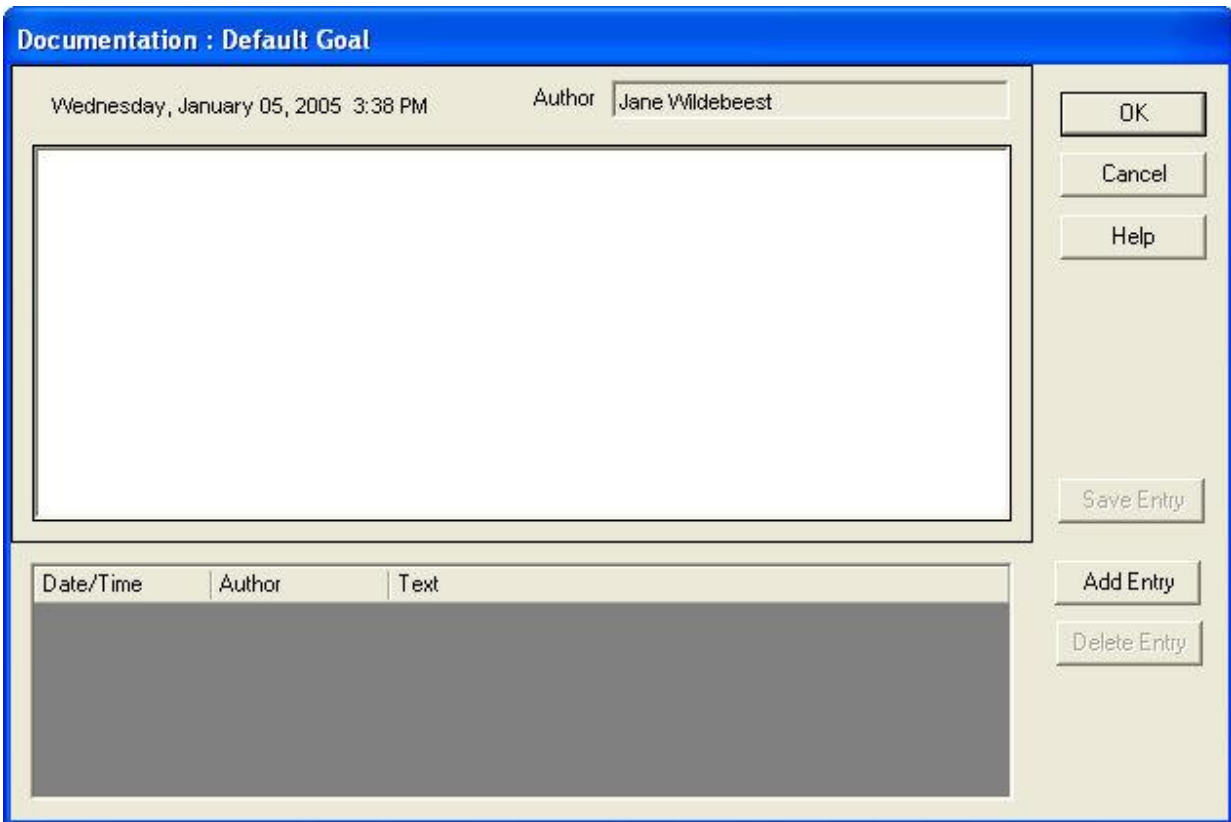 Documentation : Default Goal
Wednesday, January 05, 2005 3:38 PM
Author Jane Wildebeest
OK
Cancel
Help
Save Entry
Date/Time Author Text
Add Entry
Delete Entry